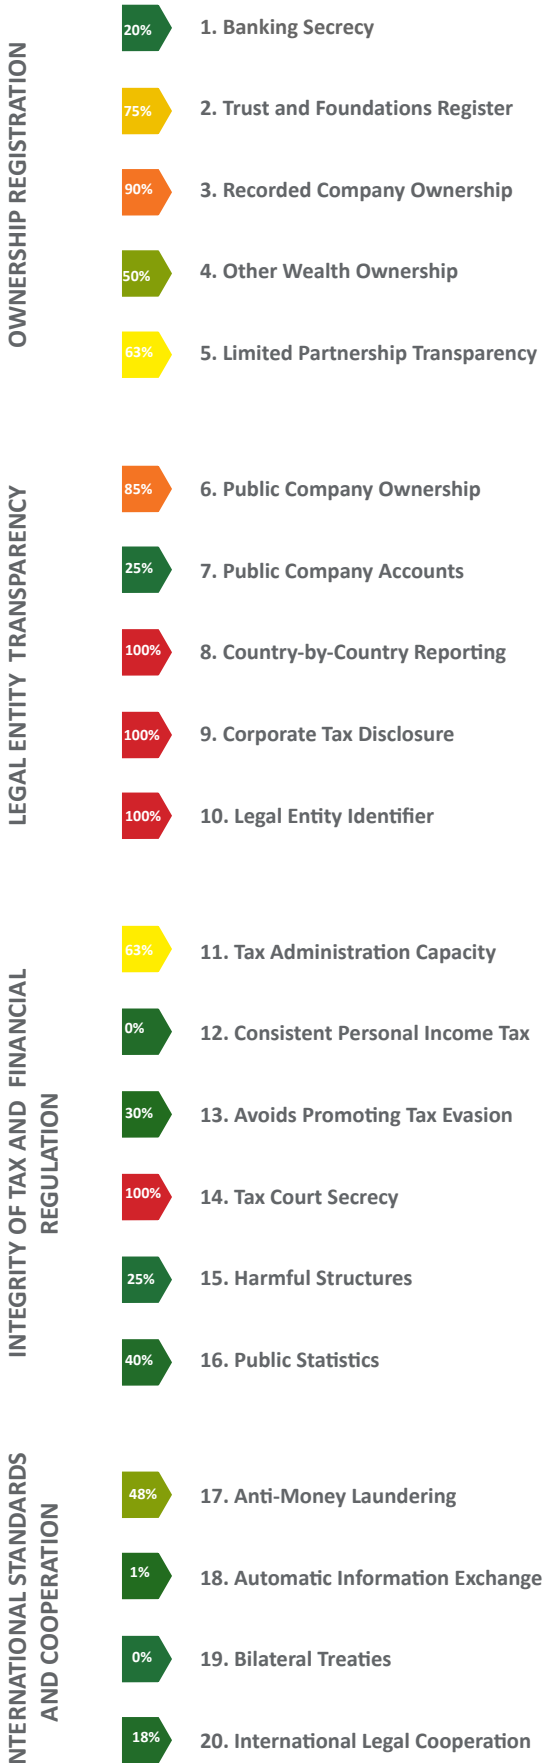 OWNERSHIP REGISTRATION
20% 1. Banking Secrecy
75% 2. Trust and Foundations Register
90% 3. Recorded Company Ownership
50% 4. Other Wealth Ownership
63% 5. Limited Partnership Transparency
LEGAL ENTITY TRANSPARENCY
85% 6. Public Company Ownership
25% 7. Public Company Accounts
100% 8. Country-by-Country Reporting
100% 9. Corporate Tax Disclosure
100% 10. Legal Entity Identifier
INTEGRITY OF TAX AND FINANCIAL
REGULATION
63% 11. Tax Administration Capacity
0% 12. Consistent Personal Income Tax
30% 13. Avoids Promoting Tax Evasion
100% 14. Tax Court Secrecy
25% 15. Harmful Structures
40% 16. Public Statistics
NTERNATIONAL STANDARDS
AND COOPERATION
48% 17. Anti-Money Laundering
1% 18. Automatic Information Exchange
0% 19. Bilateral Treaties
18% 20. International Legal Cooperation